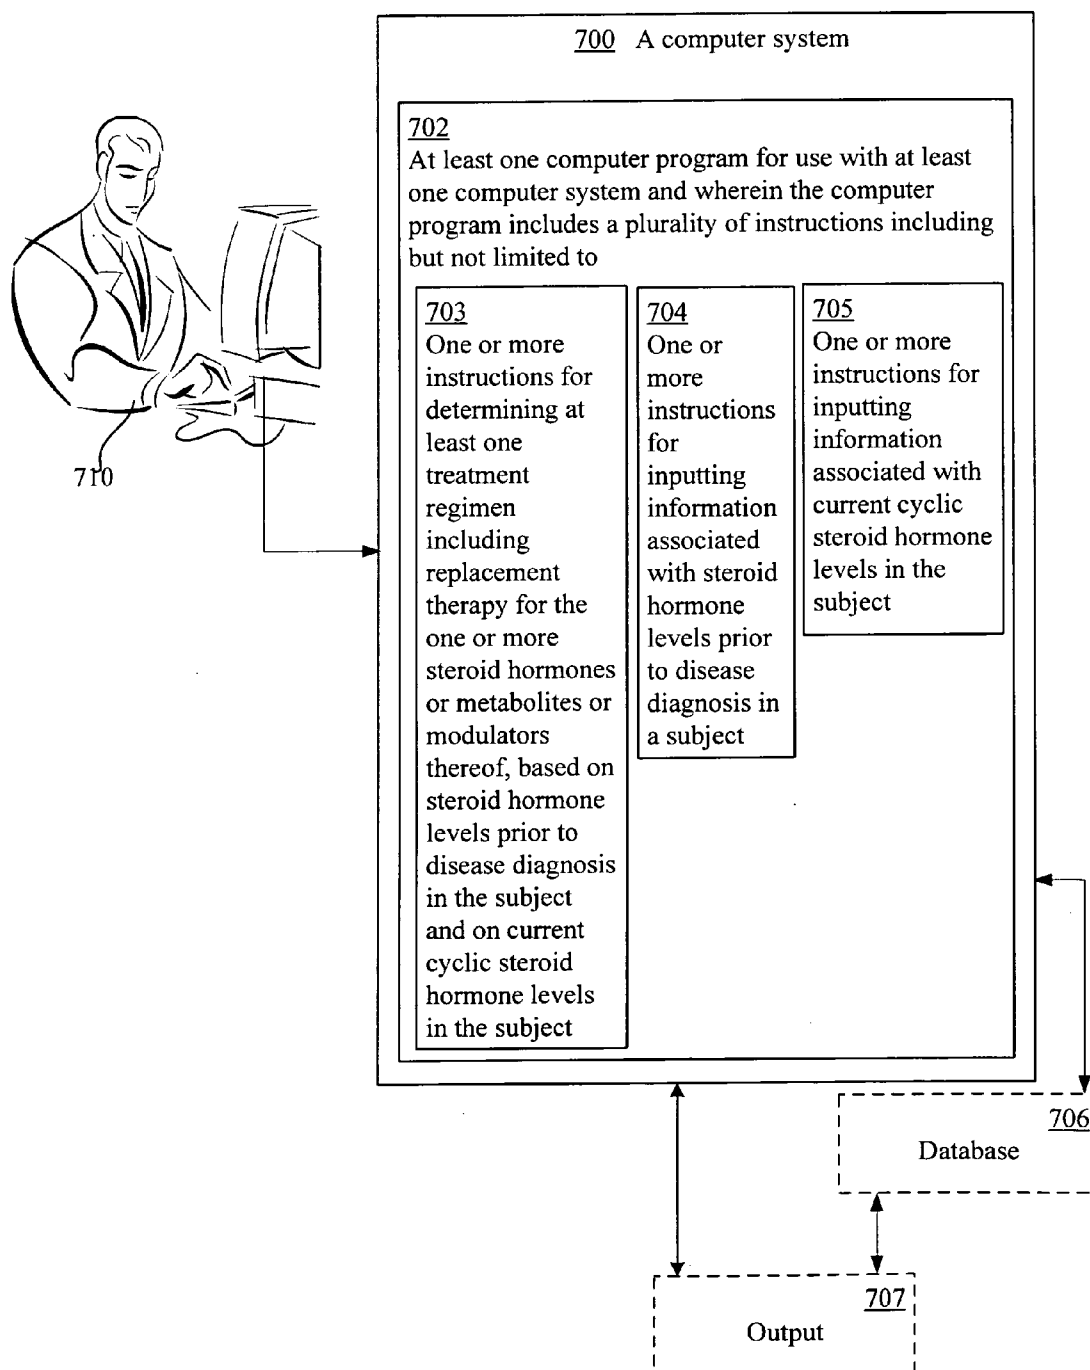 700 A computer system
702
At least one computer program for use with at least
one computer system and wherein the computer
program includes a plurality of instructions including
but not limited to
703
One or more
instructions for
determining at
least one
treatment
regimen
including
replacement
therapy for the
one or more
steroid hormones
or metabolites or
modulators
thereof, based on
steroid hormone
levels prior to
disease diagnosis
in the subject
and on current
cyclic steroid
hormone levels
in the subject
704
One or
more
instructions
for
inputting
information
associated
with steroid
hormone
levels prior
to disease
diagnosis in
a subject
705
One or more
instructions for
inputting
information
associated with
current cyclic
steroid hormone
levels in the
subject
710
706
Database
707
Output